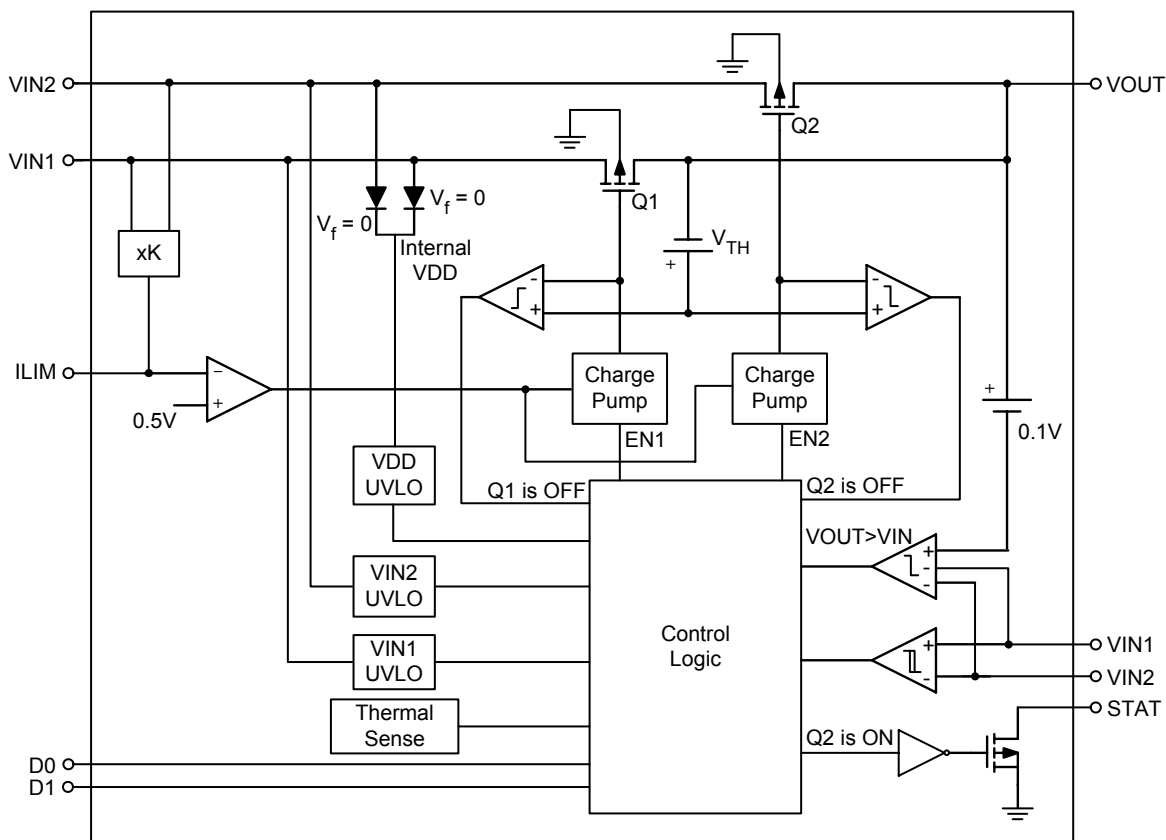 VIN2
VOUT
Q2
VIN1
Q1
V_f = 0
V_f = 0
xK
Internal
VDD
V_TH
+
-
+
-
+
ILIM
−
+
0.5V
Charge
Pump
Charge
Pump
+
0.1V
EN1
EN2
VDD
UVLO
Q1 is OFF
Q2 is OFF
VOUT>VIN
+
-
-
VIN2
UVLO
Control
Logic
VIN1
UVLO
+
-
VIN1
VIN2
Thermal
Sense
STAT
Q2 is ON
D0
D1